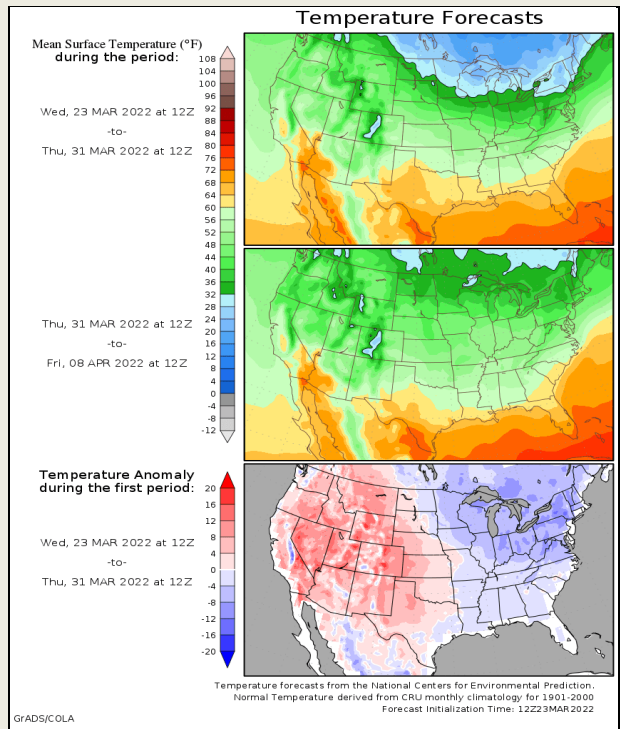 Temperature Forecasts
Mean Surface Temperature (°F)
during the period:
108
104
100
96
92
88
84
80
76
72
68
64
60
56
52
48
44
40
36
32
28
24
20
16
12
8
4
0
-4
-8
-12
Wed, 23 MAR 2022 at 12Z
-to-
Thu, 31 MAR 2022 at 12Z
Thu, 31 MAR 2022 at 12Z
-to-
Fri, 08 APR 2022 at 12Z
Temperature Anomaly
during the first period:
20
16
12
8
4
0
-4
-8
-12
-16
-20
Wed, 23 MAR 2022 at 12Z
-to-
Thu, 31 MAR 2022 at 12Z
Temperature forecasts from the National Centers for Environmental Prediction.
Normal Temperature derived from CRU monthly climatology for 1901-2000
Forecast Initialization Time: 12Z23MAR2022
GrADS/COLA